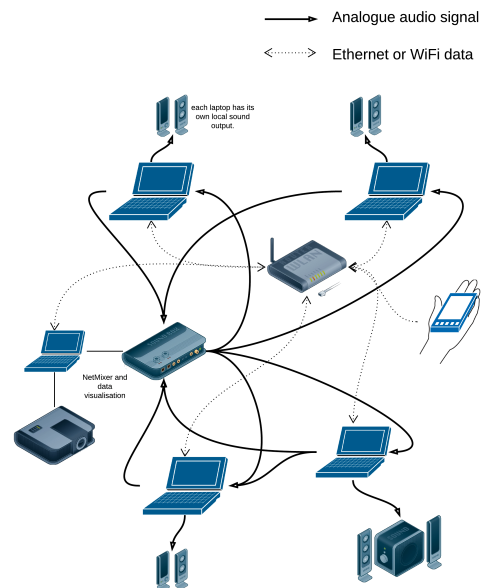 Analogue audio signal
Ethernet or WiFi data
each laptop has its
own local sound
output.
WLAN
NetMixer and
data
visualisation